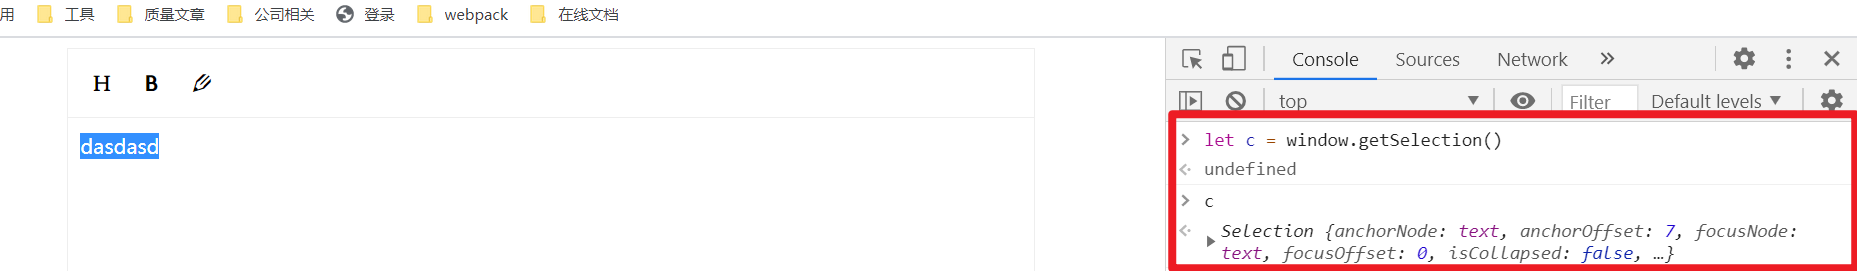 用 工具 质量文章 公司相关 登录 webpack 在线文档
H B
dasdasd
Console Sources Network »
top ▼ Filter Default levels ▼
> let c = window.getSelection()
undefined
> c
Selection {anchorNode: text, anchorOffset: 7, focusNode:
text, focusOffset: 0, isCollapsed: false, …}